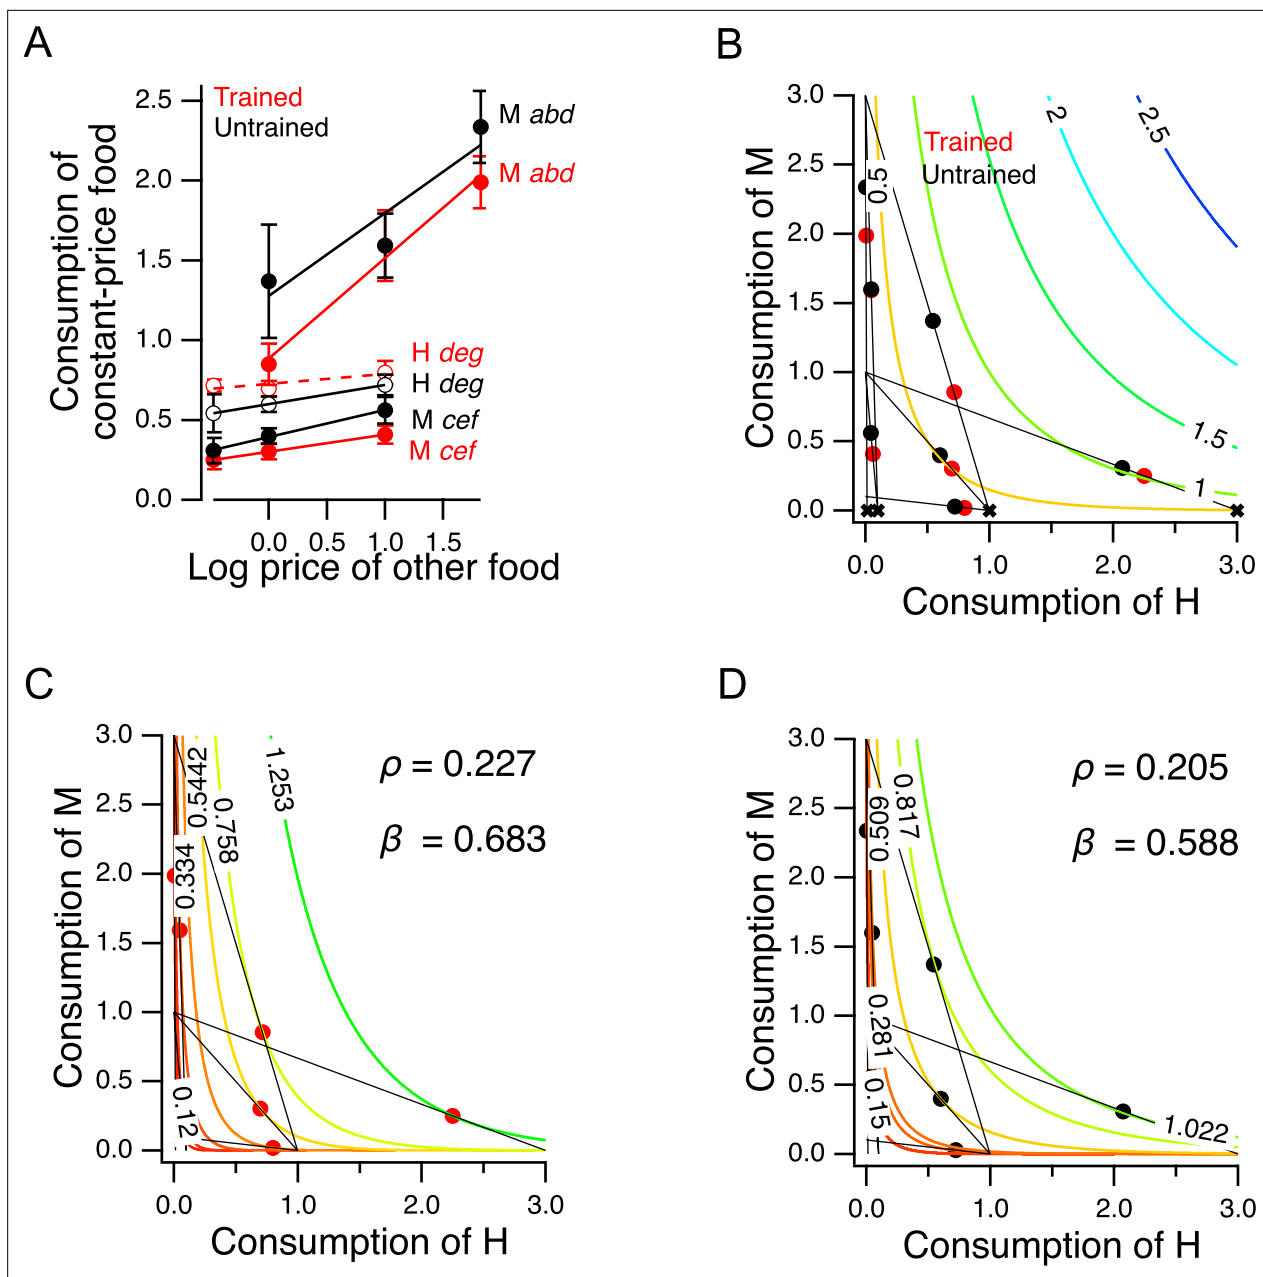 A
Trained
Untrained
M abd
M abd
H deg
H deg
M cef
M cef
2.5
2.0
1.5
1.0
0.5
0.0
0.0 0.5 1.0 1.5
Consumption of
constant-price food
Log price of other food
B
Trained
Untrained
0.5
2
2.5
1.5
1
3.0
2.5
2.0
1.5
1.0
0.5
0.0
0.0 1.0 2.0 3.0
Consumption of M
Consumption of H
C
ρ = 0.227
β = 0.683
0.5442
0.758
1.253
0.334
0.12
3.0
2.5
2.0
1.5
1.0
0.5
0.0
0.0 1.0 2.0 3.0
Consumption of M
Consumption of H
D
ρ = 0.205
β = 0.588
0.509
0.817
0.281
0.15
1.022
3.0
2.5
2.0
1.5
1.0
0.5
0.0
0.0 1.0 2.0 3.0
Consumption of M
Consumption of H